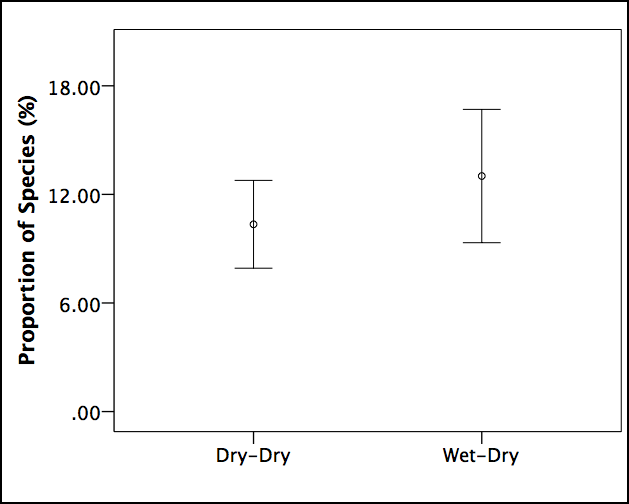 Proportion of Species (%)
18.00
12.00
6.00
.00
Dry-Dry
Wet-Dry